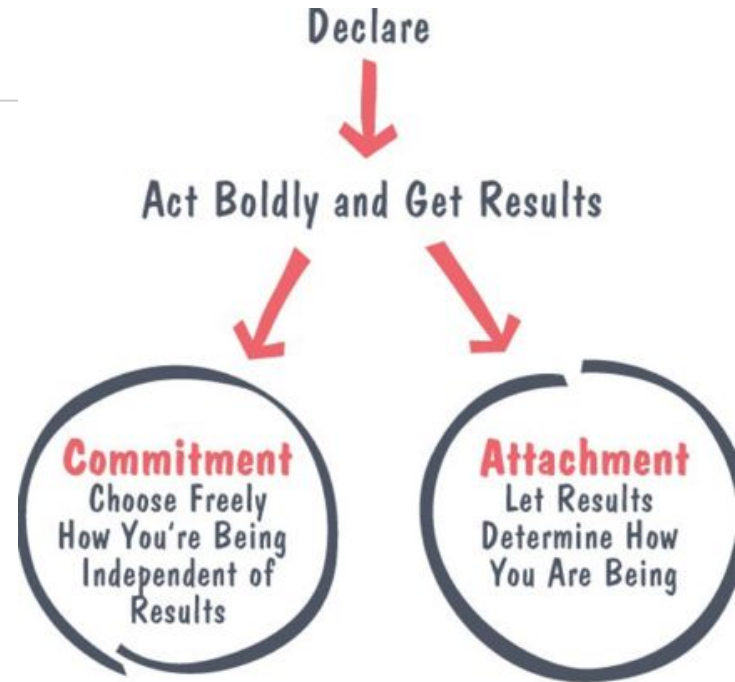 Declare
Act Boldly and Get Results
Commitment
Choose Freely
How You're Being
Independent of
Results
Attachment
Let Results
Determine How
You Are Being